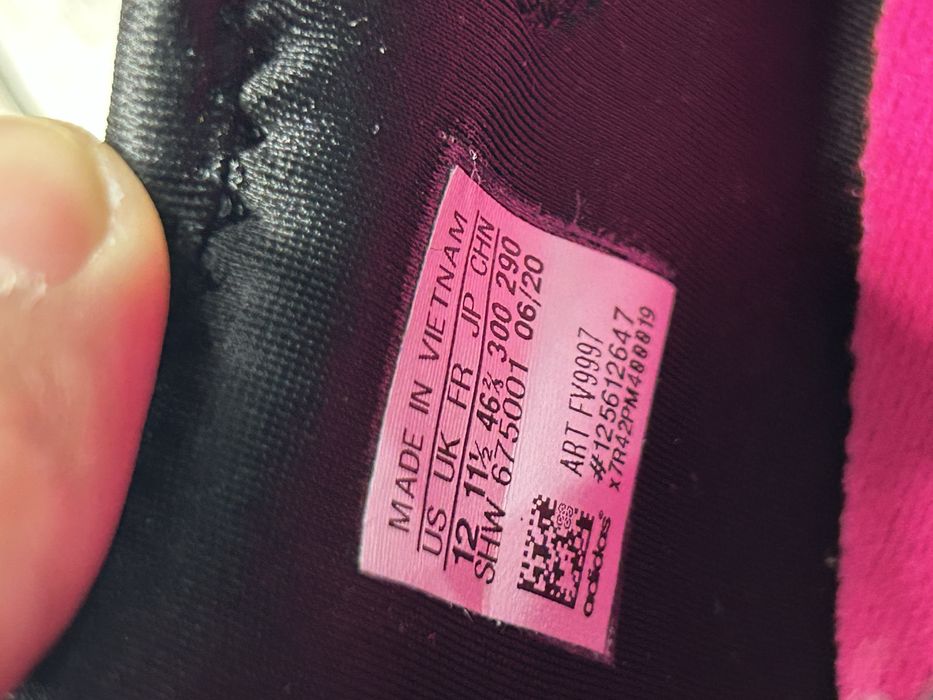 MADE IN VIETNAM
US UK FR JP CHN
12 11½ 46⅔ 300 290
SHW 675001 06/20
ART FV9997
#125612647
x7R42PM400019
adidas®